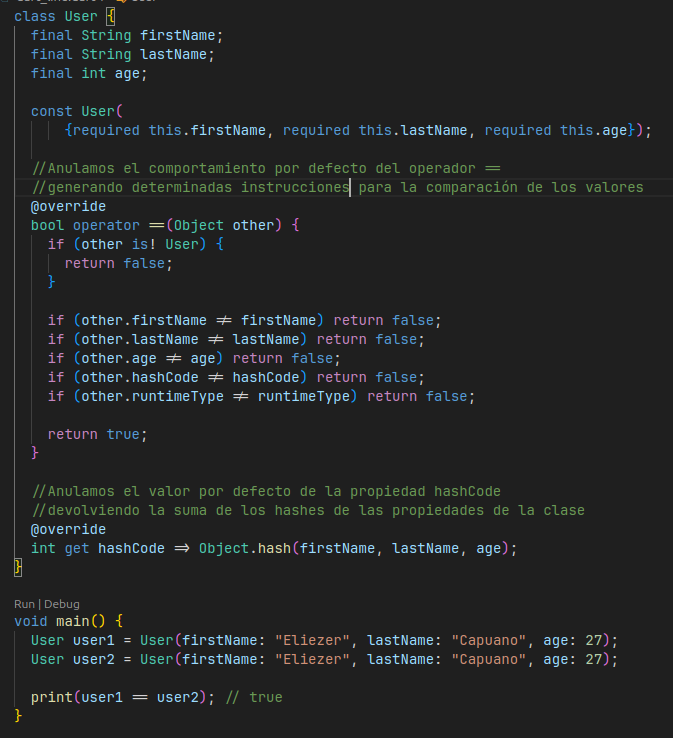 class User {
  final String firstName;
  final String lastName;
  final int age;

  const User(
      {required this.firstName, required this.lastName, required this.age});

  //Anulamos el comportamiento por defecto del operador ==
  //generando determinadas instrucciones para la comparación de los valores
  @override
  bool operator ==(Object other) {
    if (other is! User) {
      return false;
    }

    if (other.firstName != firstName) return false;
    if (other.lastName != lastName) return false;
    if (other.age != age) return false;
    if (other.hashCode != hashCode) return false;
    if (other.runtimeType != runtimeType) return false;

    return true;
  }

  //Anulamos el valor por defecto de la propiedad hashCode
  //devolviendo la suma de los hashes de las propiedades de la clase
  @override
  int get hashCode => Object.hash(firstName, lastName, age);
}

Run | Debug
void main() {
  User user1 = User(firstName: "Eliezer", lastName: "Capuano", age: 27);
  User user2 = User(firstName: "Eliezer", lastName: "Capuano", age: 27);

  print(user1 == user2); // true
}